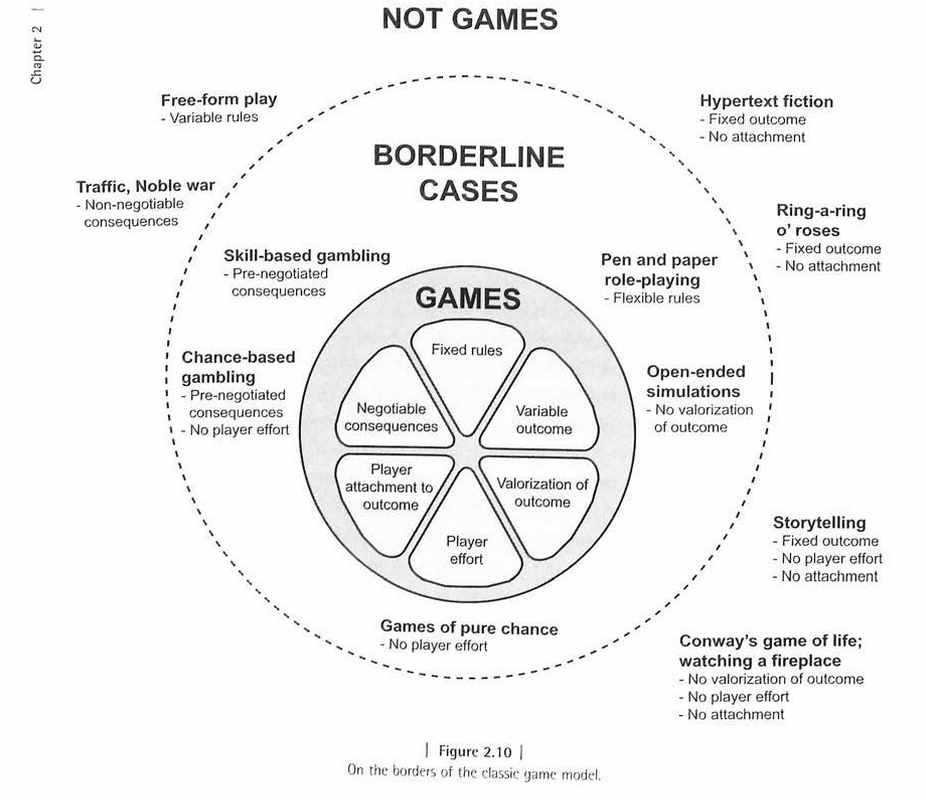 Chapter 2 |
NOT GAMES
Free-form play
- Variable rules
Hypertext fiction
- Fixed outcome
- No attachment
BORDERLINE
CASES
Traffic, Noble war
- Non-negotiable
consequences
Ring-a-ring
o' roses
- Fixed outcome
- No attachment
Skill-based gambling
- Pre-negotiated
consequences
Pen and paper
role-playing
- Flexible rules
GAMES
Fixed rules
Chance-based
gambling
- Pre-negotiated
consequences
- No player effort
Negotiable
consequences
Variable
outcome
Open-ended
simulations
- No valorization
of outcome
Player
attachment to
outcome
Valorization of
outcome
Player
effort
Storytelling
- Fixed outcome
- No player effort
- No attachment
Games of pure chance
- No player effort
Conway's game of life;
watching a fireplace
- No valorization of outcome
- No player effort
- No attachment
| Figure 2.10 |
On the borders of the classic game model.